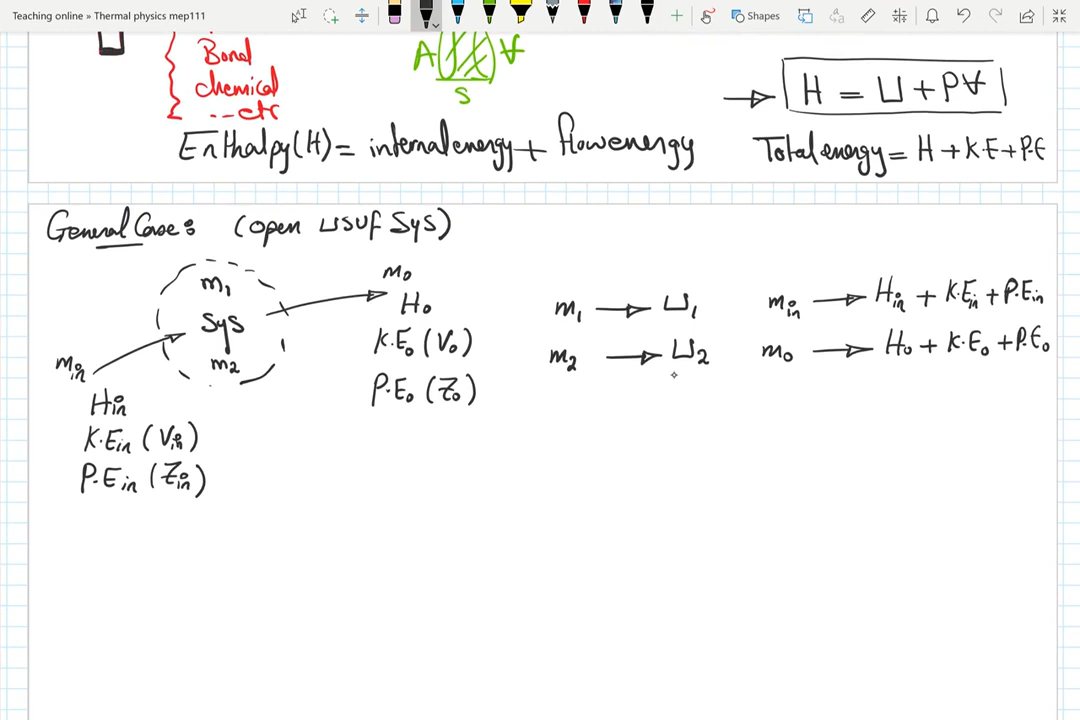 Teaching online » Thermal physics mep111
Shapes
Bond
chemical
--etc
A V
S
H = U + PV
Enthalpy(H) = internal energy + flow energy
Total energy = H + K.E + P.E
General Case: (open USUF Sys)
m1
Sys
m2
min
Hin
K.Ein (Vin)
P.Ein (Zin)
mo
Ho
K.Eo (Vo)
P.Eo (Zo)
m1 → U1
m2 → U2
min → Hin + K.Ein + P.Ein
mo → Ho + K.Eo + P.Eo